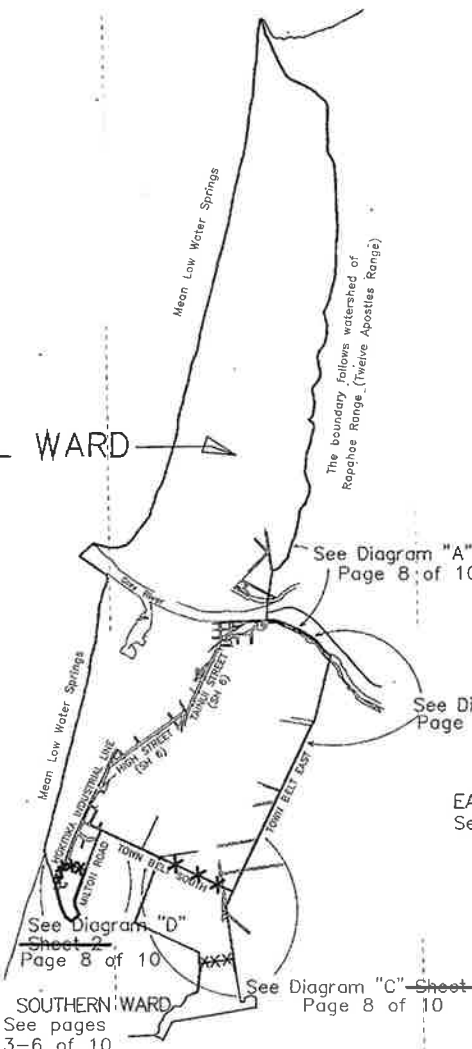 Mean Low Water Springs
The boundary follows watershed of
Rapahoe Range (Twelve Apostles Range)
WARD
See Diagram "A"
Page 8 of 10
Grey River
TAINUI STREET
(SH 6)
HIGH STREET
(SH 6)
Mean Low Water Springs
See Di
Page
HOKITIKA INDUSTRIAL LINE
MILTON ROAD
TOWN BELT SOUTH
TOWN BELT EAST
EA
Se
See Diagram "D"
Sheet 2
Page 8 of 10
See Diagram "C" Sheet
Page 8 of 10
SOUTHERN WARD
See pages
3-6 of 10